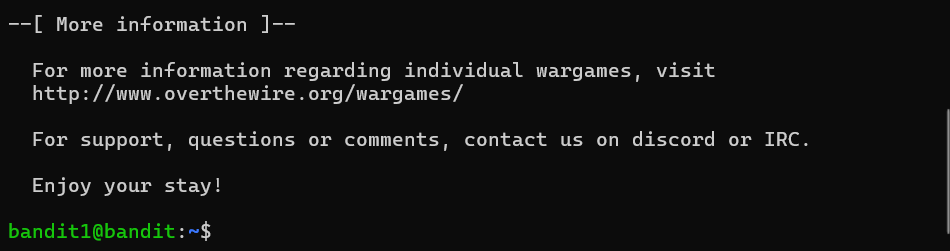 --[ More information ]--
For more information regarding individual wargames, visit
http://www.overthewire.org/wargames/
For support, questions or comments, contact us on discord or IRC.
Enjoy your stay!
bandit1@bandit:~$